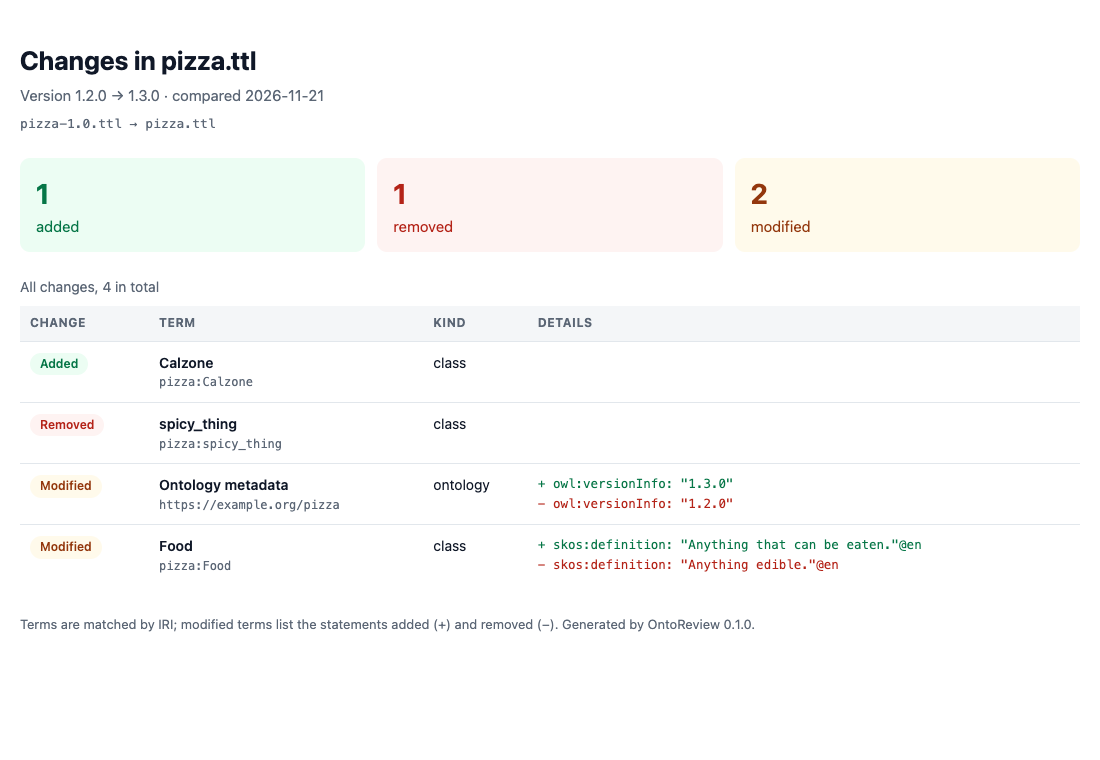 Changes in pizza.ttl
Version 1.2.0 → 1.3.0 · compared 2026-11-21
pizza-1.0.ttl → pizza.ttl
1
added
1
removed
2
modified
All changes, 4 in total
CHANGE TERM KIND DETAILS
Added Calzone class
pizza:Calzone
Removed spicy_thing class
pizza:spicy_thing
Modified Ontology metadata ontology + owl:versionInfo: "1.3.0"
https://example.org/pizza − owl:versionInfo: "1.2.0"
Modified Food class + skos:definition: "Anything that can be eaten."@en
pizza:Food − skos:definition: "Anything edible."@en
Terms are matched by IRI; modified terms list the statements added (+) and removed (−). Generated by OntoReview 0.1.0.